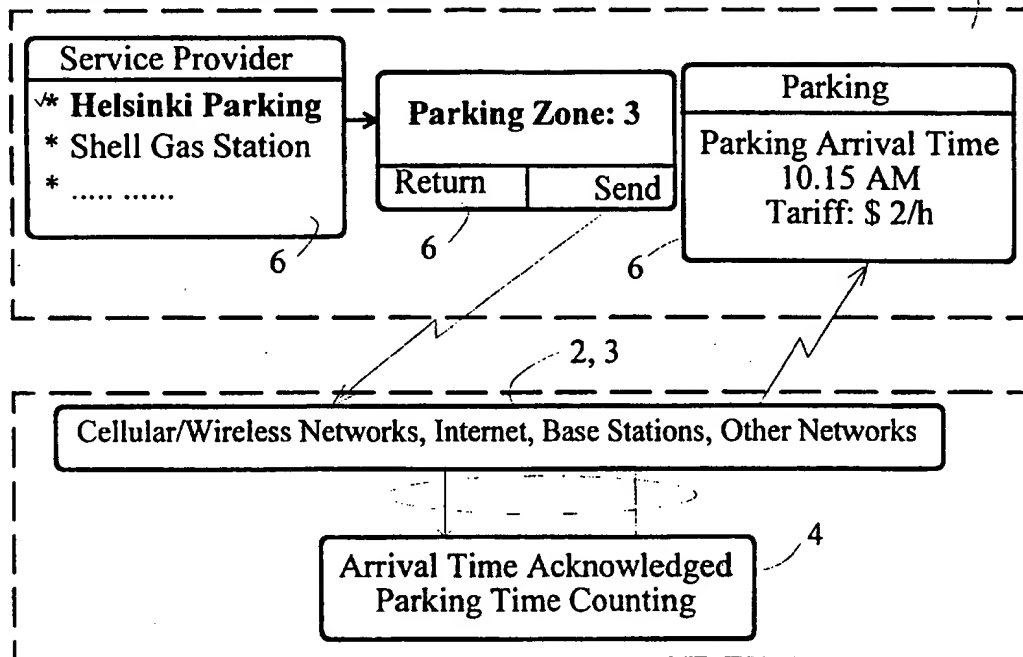 Service Provider
* Helsinki Parking
* Shell Gas Station
* ..... ......
6
Parking Zone: 3
Return Send
6
Parking
Parking Arrival Time
10.15 AM
Tariff: $ 2/h
6
2, 3
Cellular/Wireless Networks, Internet, Base Stations, Other Networks
4
Arrival Time Acknowledged
Parking Time Counting